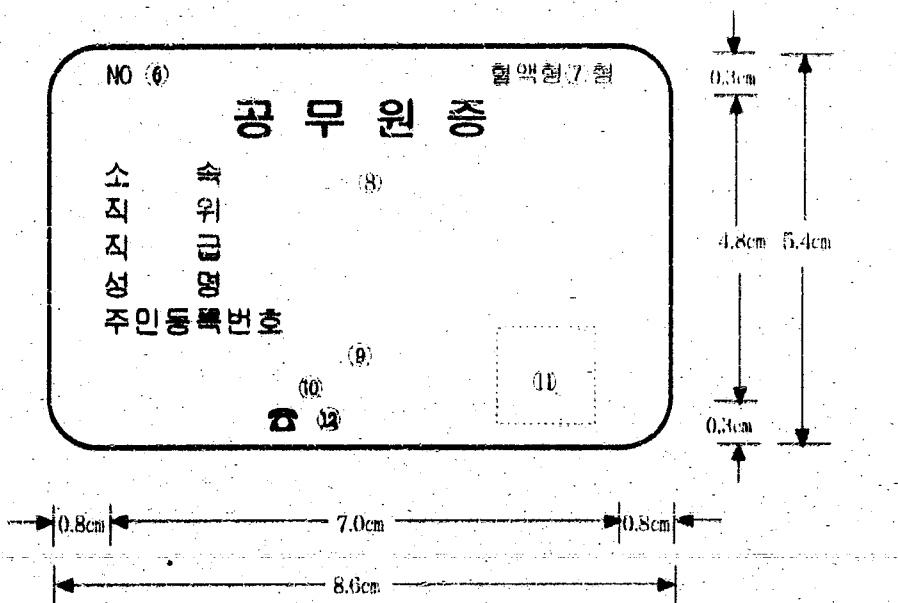 NO ⑥ 혈액형⑦형
공 무 원 증
소 속 ⑧
직 위
직 급
성 명
주민등록번호
⑨
⑩
☎ ⑫
⑪
0.3cm
4.8cm 5.4cm
0.3cm
0.8cm 7.0cm 0.8cm
8.6cm